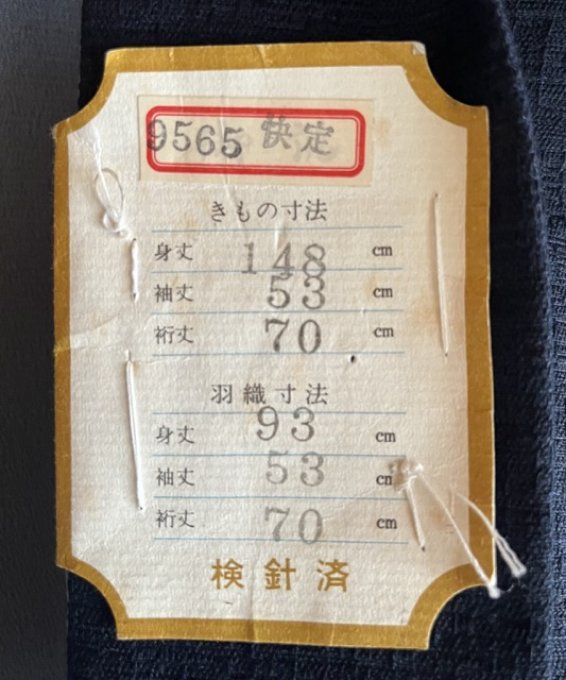 9565 快定
きもの寸法
身丈 148 cm
袖丈 53 cm
裄丈 70 cm
羽織寸法
身丈 93 cm
袖丈 53 cm
裄丈 70 cm
検針済